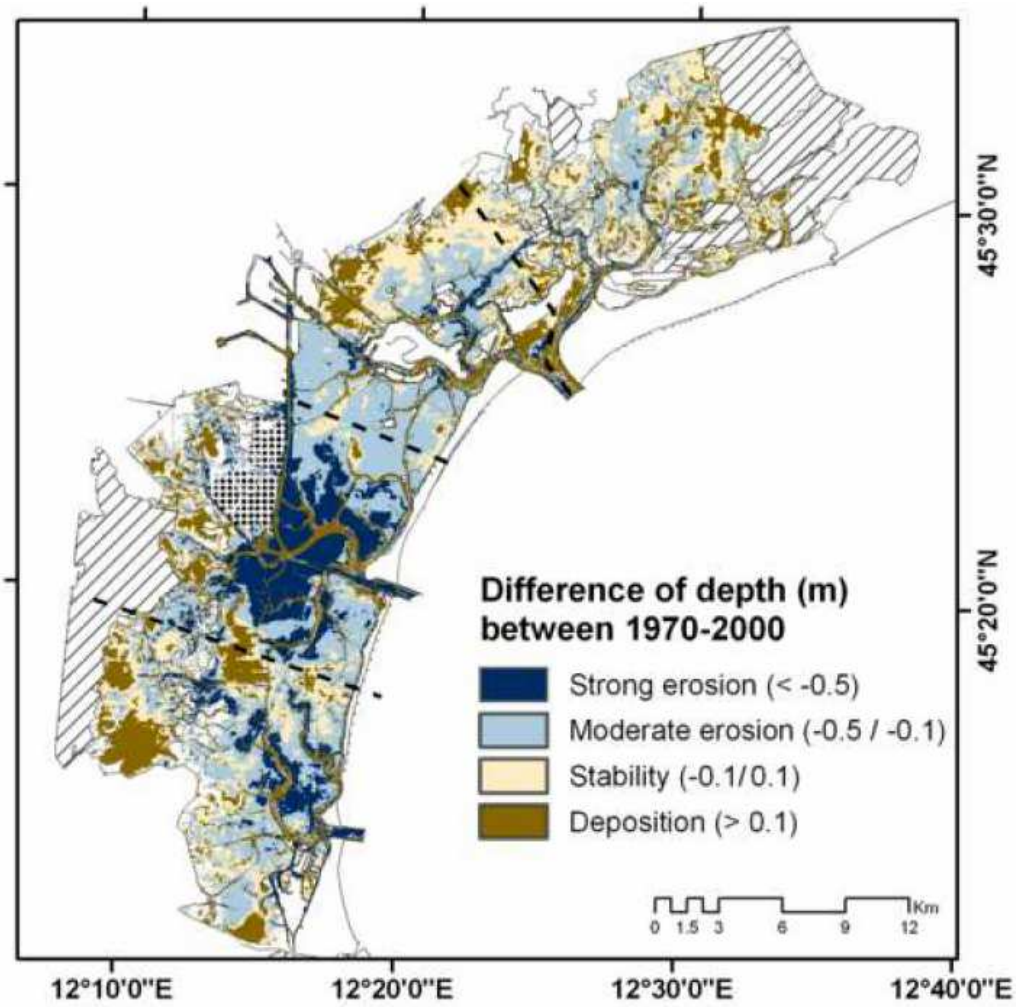 45°30'0"N
45°20'0"N
Difference of depth (m)
between 1970-2000
Strong erosion (< -0.5)
Moderate erosion (-0.5 / -0.1)
Stability (-0.1/0.1)
Deposition (> 0.1)
Km
0 1.5 3 6 9 12
12°10'0"E 12°20'0"E 12°30'0"E 12°40'0"E